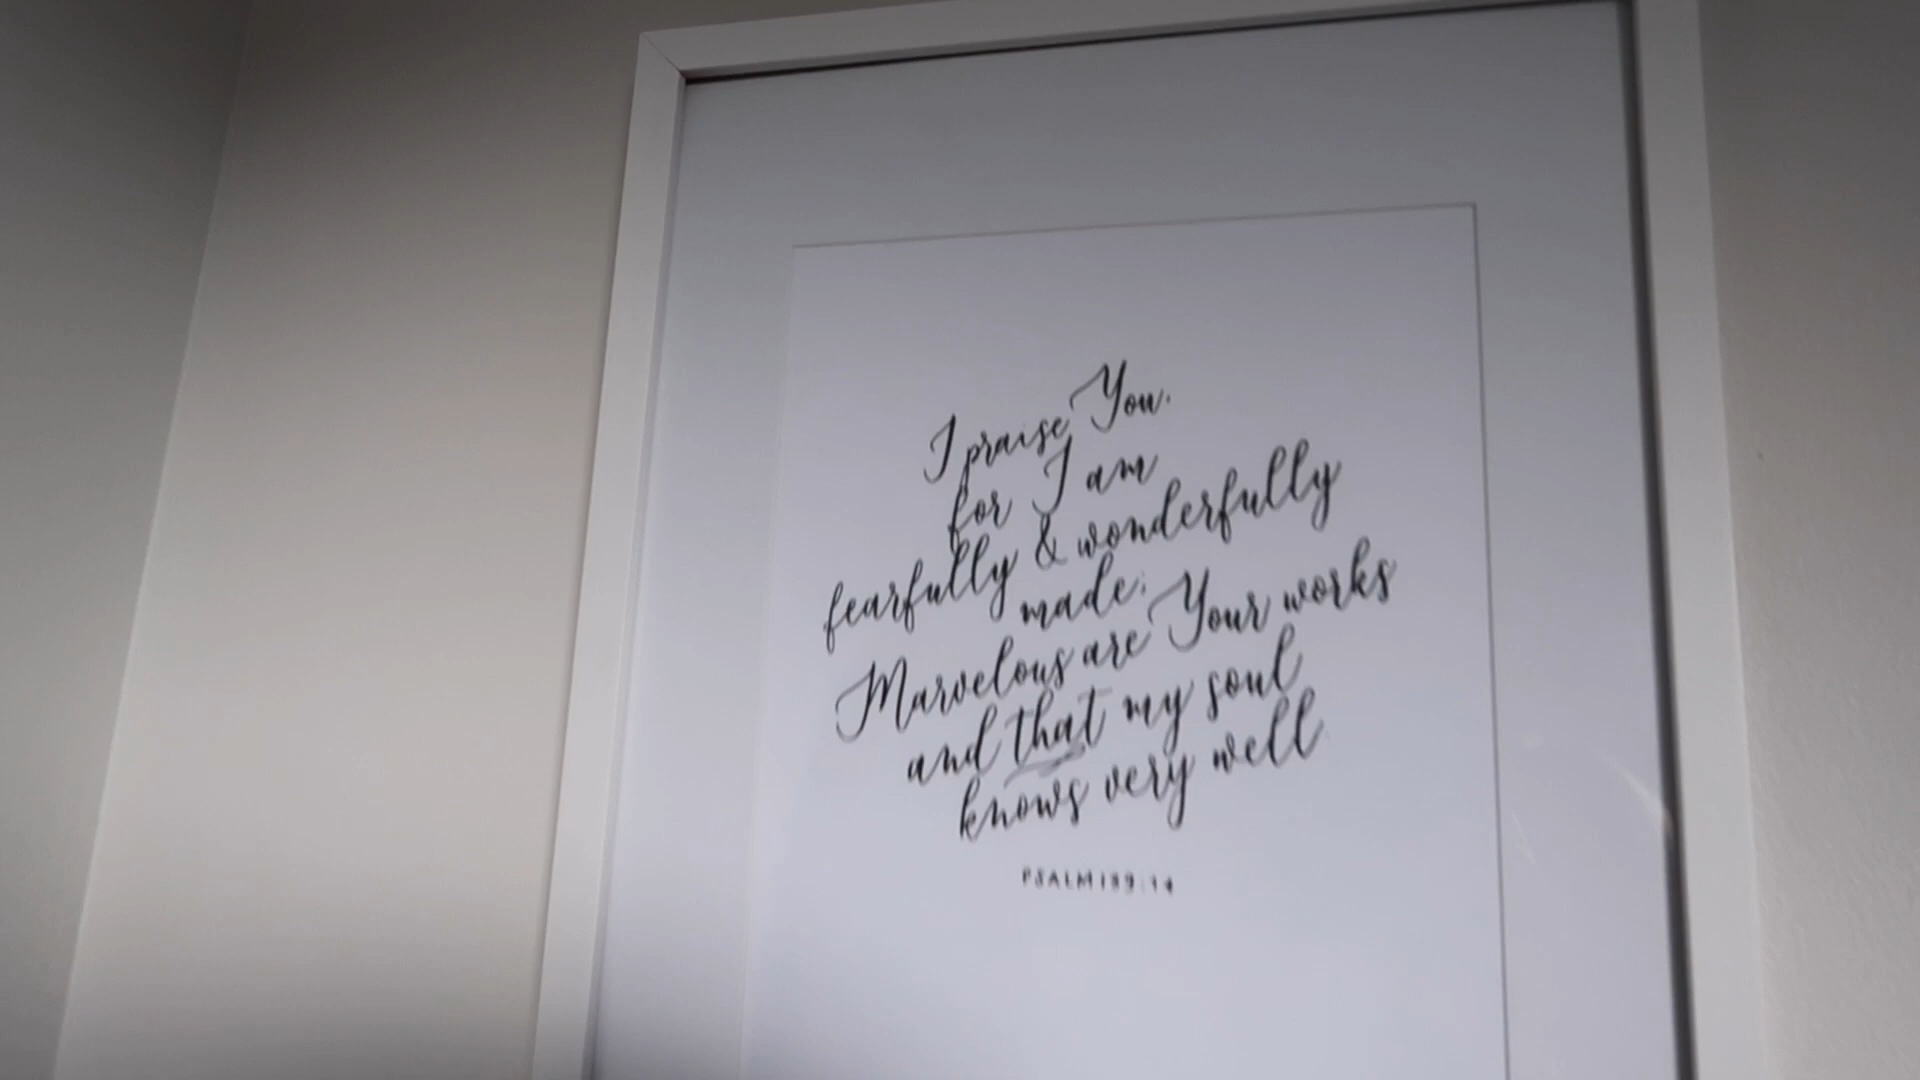 I praise You,
for I am
fearfully & wonderfully
made;
Marvelous are Your works
and that my soul
knows very well
PSALM 139:14